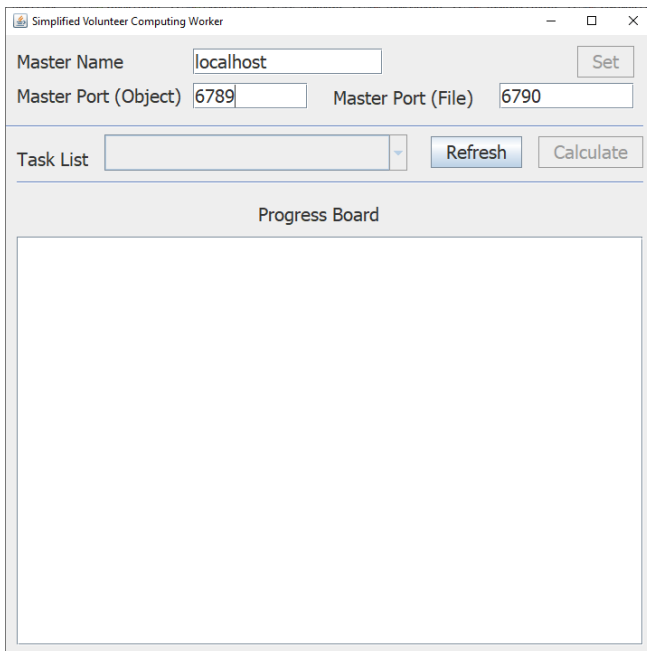 Simplified Volunteer Computing Worker
Master Name localhost Set
Master Port (Object) 6789 Master Port (File) 6790
Task List Refresh Calculate
Progress Board